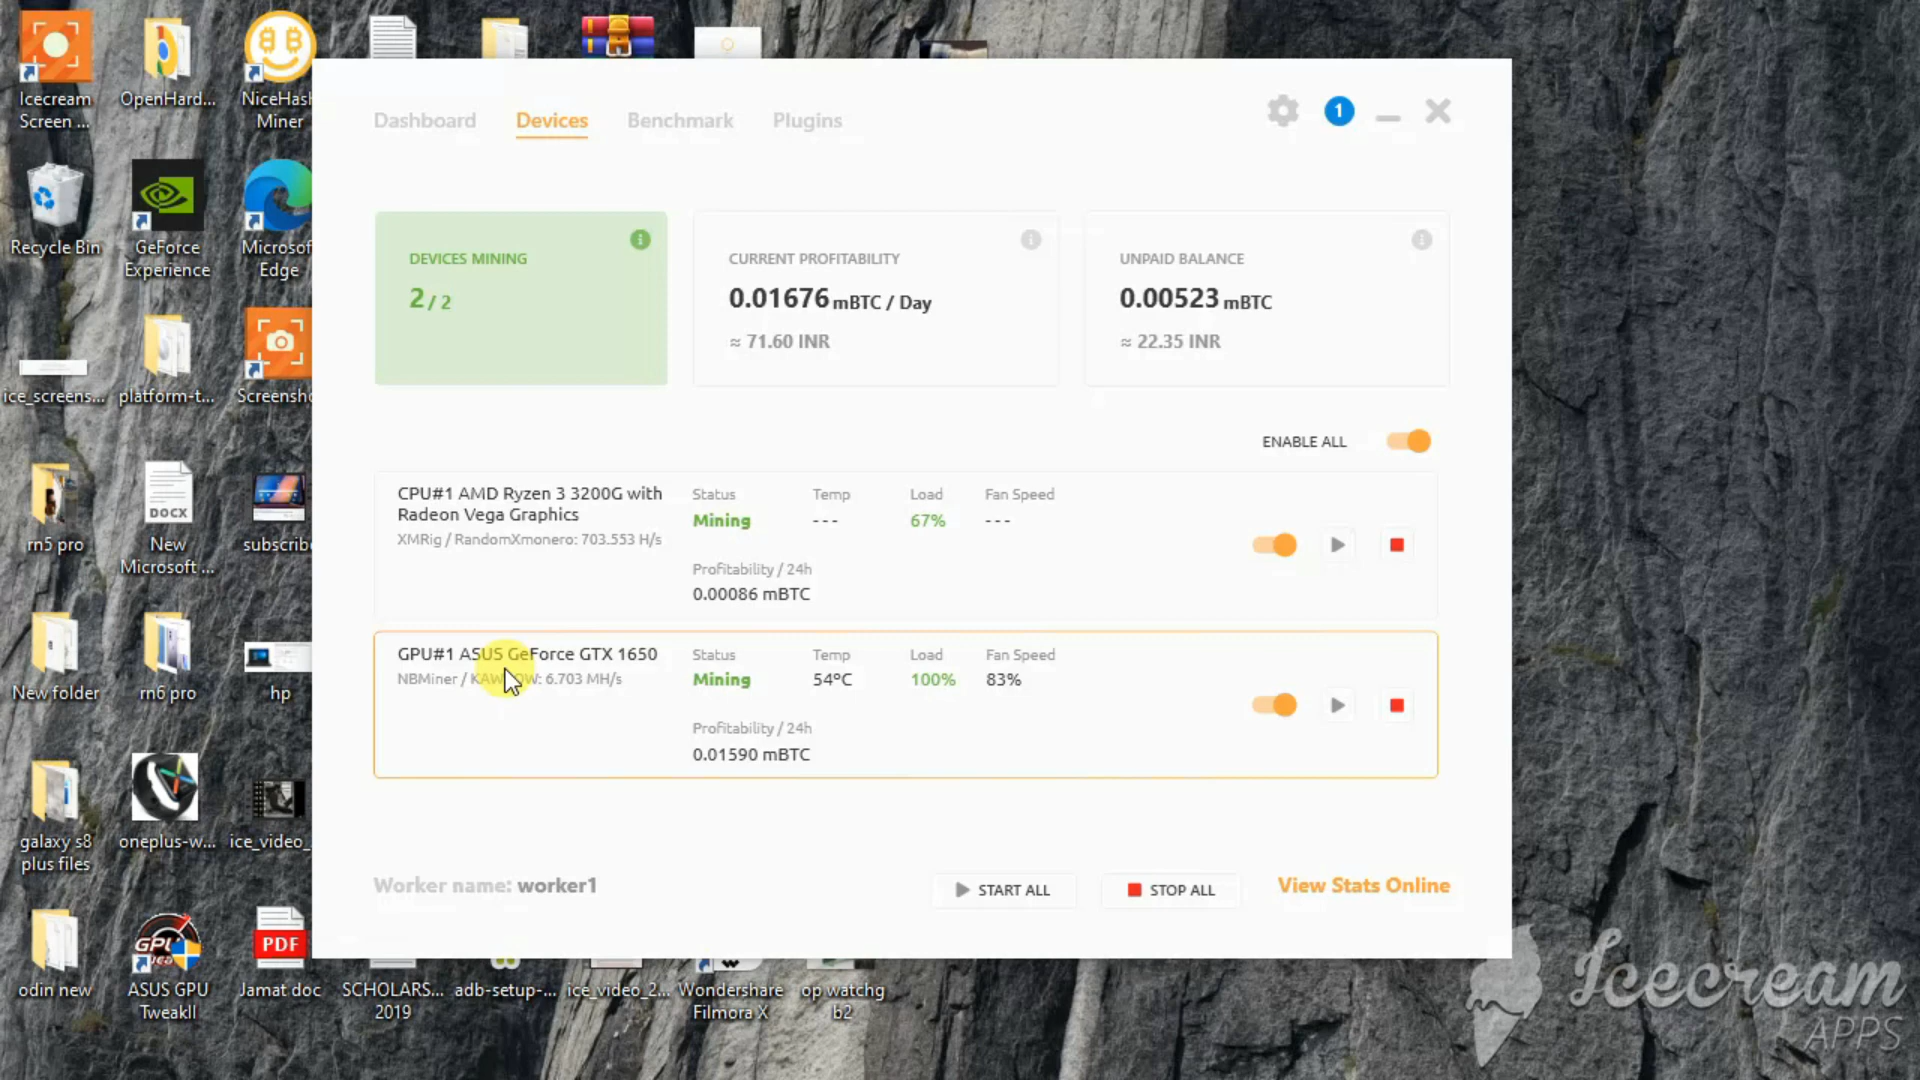 Icecream
Screen ...
OpenHard...
NiceHash
Miner
Recycle Bin
GeForce
Experience
Microsof
Edge
ice_screens...
platform-t...
Screensho
rn5 pro
DOCX
New
Microsoft ...
subscribe
New folder
rn6 pro
hp
galaxy s8
plus files
oneplus-w...
ice_video_
odin new
GPU
ASUS GPU
TweakII
PDF
Jamat doc
SCHOLARS...
2019
adb-setup-...
ice_video_2...
Wondershare
Filmora X
op watchg
b2
Dashboard
Devices
Benchmark
Plugins
1
DEVICES MINING
2 / 2
CURRENT PROFITABILITY
0.01676 mBTC / Day
≈ 71.60 INR
UNPAID BALANCE
0.00523 mBTC
≈ 22.35 INR
ENABLE ALL
CPU#1 AMD Ryzen 3 3200G with
Radeon Vega Graphics
XMRig / RandomXmonero: 703.553 H/s
Status
Temp
Load
Fan Speed
Mining
- - -
67%
- - -
Profitability / 24h
0.00086 mBTC
GPU#1 ASUS GeForce GTX 1650
NBMiner / : 6.703 MH/s
Status
Temp
Load
Fan Speed
Mining
54°C
100%
83%
Profitability / 24h
0.01590 mBTC
Worker name: worker1
START ALL
STOP ALL
View Stats Online
Icecream
APPS